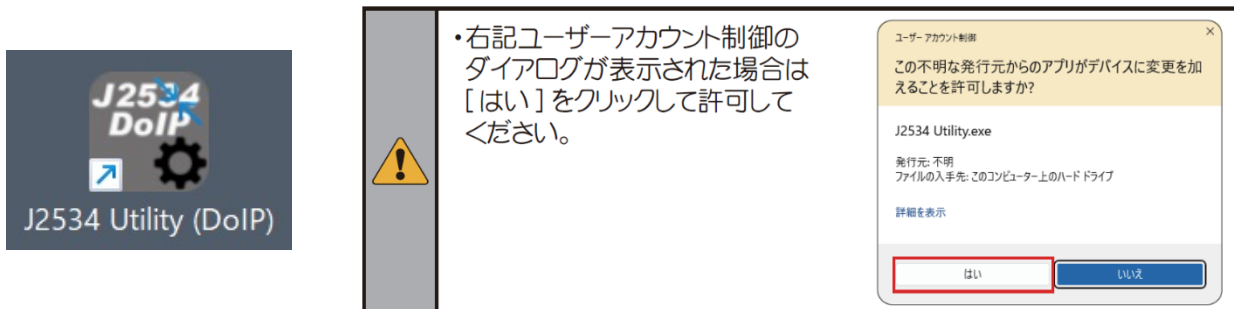 J2534
DoIP
J2534 Utility (DoIP)
•右記ユーザーアカウント制御の
ダイアログが表示された場合は
[はい]をクリックして許可して
ください。
ユーザー アカウント制御
×
この不明な発行元からのアプリがデバイスに変更を加
えることを許可しますか?
J2534 Utility.exe
発行元: 不明
ファイルの入手先: このコンピューター上のハード ドライブ
詳細を表示
はい
いいえ